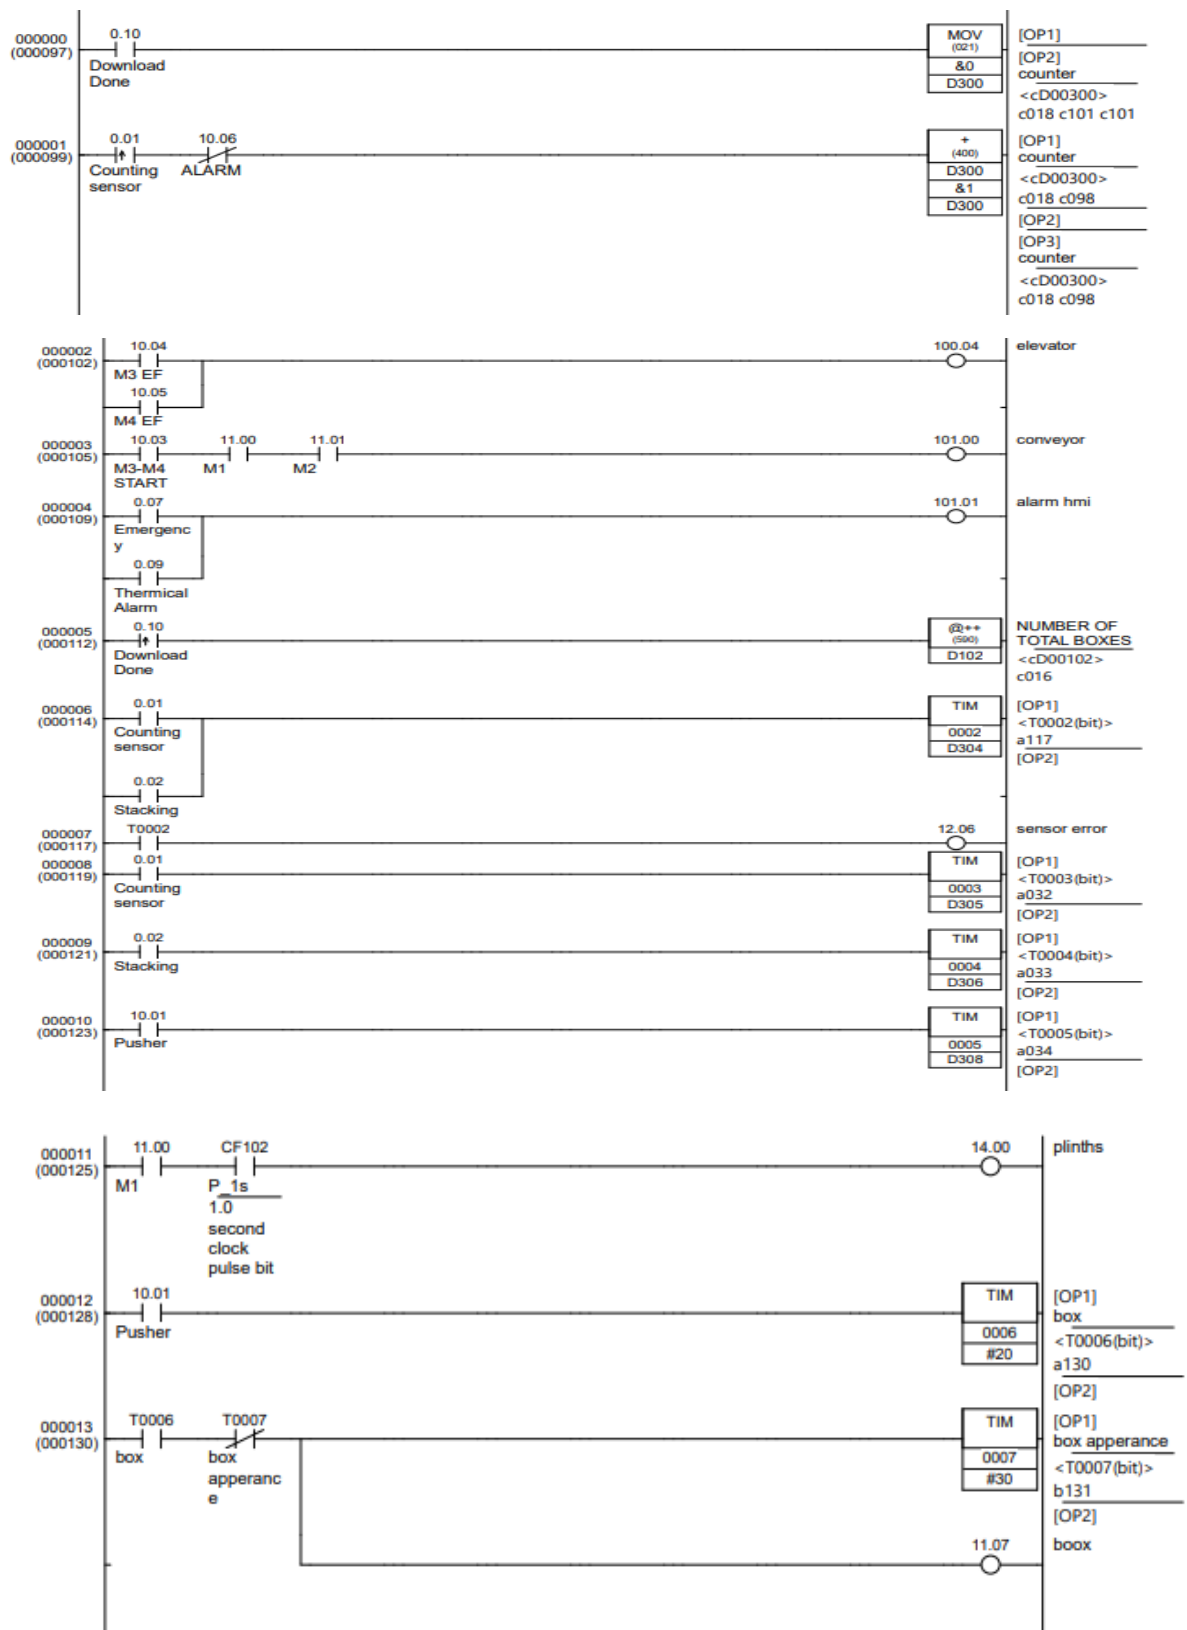 000000
(000097)
0.10
Download
Done
MOV
(021)
&0
D300
[OP1]
[OP2]
counter
<cD00300>
c018 c101 c101
000001
(000099)
0.01
Counting
sensor
10.06
ALARM
+
(400)
D300
&1
D300
[OP1]
counter
<cD00300>
c018 c098
[OP2]
[OP3]
counter
<cD00300>
c018 c098
000002
(000102)
10.04
M3 EF
10.05
M4 EF
100.04
elevator
000003
(000105)
10.03
M3-M4
START
11.00
M1
11.01
M2
101.00
conveyor
000004
(000109)
0.07
Emergenc
y
0.09
Thermical
Alarm
101.01
alarm hmi
000005
(000112)
0.10
Download
Done
@++
(590)
D102
NUMBER OF
TOTAL BOXES
<cD00102>
c016
000006
(000114)
0.01
Counting
sensor
0.02
Stacking
TIM
0002
D304
[OP1]
<T0002(bit)>
a117
[OP2]
000007
(000117)
T0002
12.06
sensor error
000008
(000119)
0.01
Counting
sensor
TIM
0003
D305
[OP1]
<T0003(bit)>
a032
[OP2]
000009
(000121)
0.02
Stacking
TIM
0004
D306
[OP1]
<T0004(bit)>
a033
[OP2]
000010
(000123)
10.01
Pusher
TIM
0005
D308
[OP1]
<T0005(bit)>
a034
[OP2]
000011
(000125)
11.00
M1
CF102
P_1s
1.0
second
clock
pulse bit
14.00
plinths
000012
(000128)
10.01
Pusher
TIM
0006
#20
[OP1]
box
<T0006(bit)>
a130
[OP2]
000013
(000130)
T0006
box
T0007
box
apperanc
e
TIM
0007
#30
[OP1]
box apperance
<T0007(bit)>
b131
[OP2]
11.07
boox